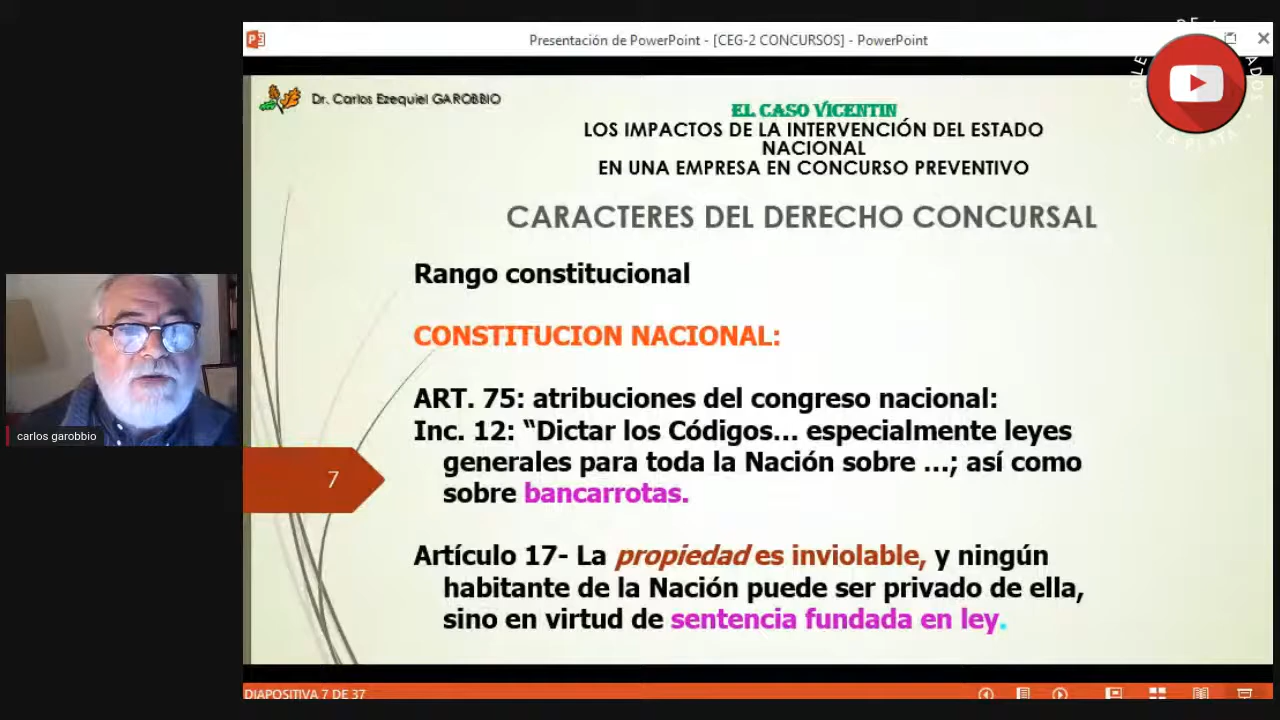 Presentación de PowerPoint - [CEG-2 CONCURSOS] - PowerPoint
Dr. Carlos Ezequiel GAROBBIO
EL CASO VICENTIN
LOS IMPACTOS DE LA INTERVENCIÓN DEL ESTADO
NACIONAL
EN UNA EMPRESA EN CONCURSO PREVENTIVO
CARACTERES DEL DERECHO CONCURSAL
Rango constitucional
CONSTITUCION NACIONAL:
ART. 75: atribuciones del congreso nacional:
Inc. 12: “Dictar los Códigos... especialmente leyes
generales para toda la Nación sobre ...; así como
sobre bancarrotas.
Artículo 17- La propiedad es inviolable, y ningún
habitante de la Nación puede ser privado de ella,
sino en virtud de sentencia fundada en ley.
7
carlos garobbio
LA PLATA
DIAPOSITIVA 7 DE 37